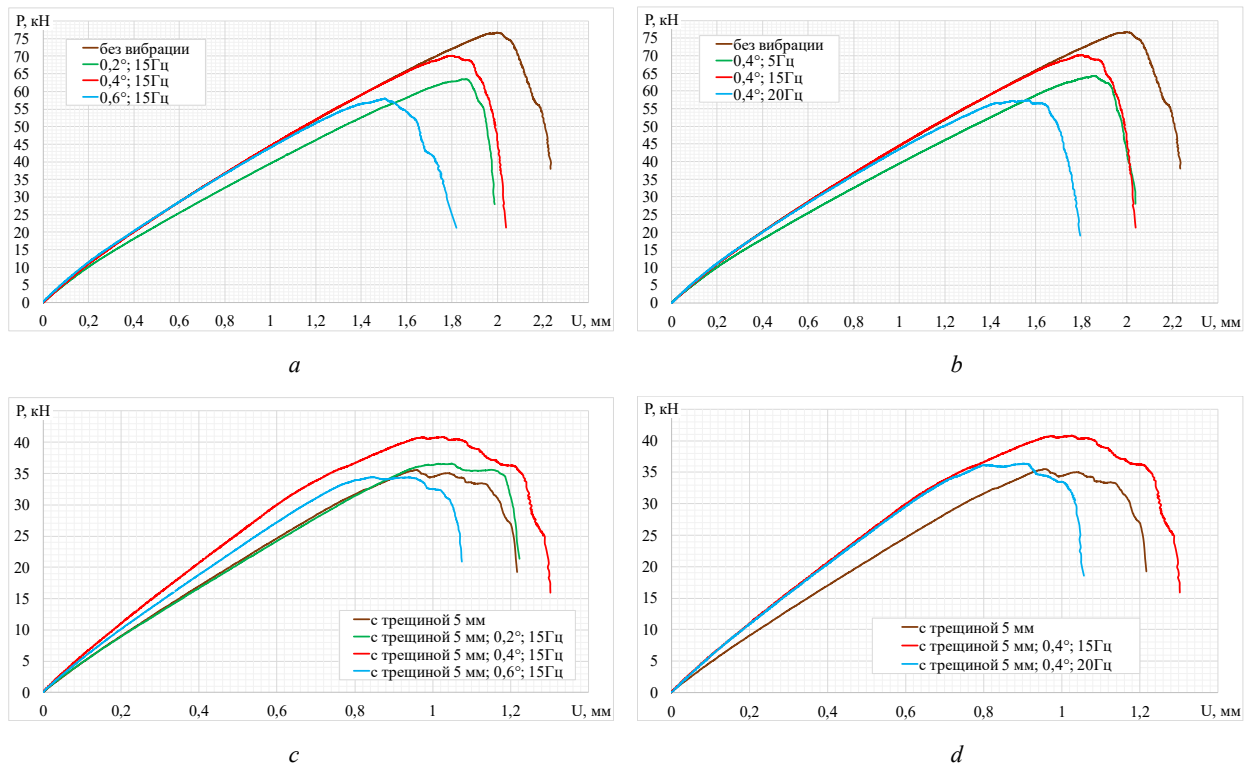 P, кН
75
70
65
60
55
50
45
40
35
30
25
20
15
10
5
0
без вибрации
0,2°; 15Гц
0,4°; 15Гц
0,6°; 15Гц
0 0,2 0,4 0,6 0,8 1 1,2 1,4 1,6 1,8 2 2,2 U, мм
a
P, кН
75
70
65
60
55
50
45
40
35
30
25
20
15
10
5
0
без вибрации
0,4°; 5Гц
0,4°; 15Гц
0,4°; 20Гц
0 0,2 0,4 0,6 0,8 1 1,2 1,4 1,6 1,8 2 2,2 U, мм
b
P, кН
40
35
30
25
20
15
10
5
0
с трещиной 5 мм
с трещиной 5 мм; 0,2°; 15Гц
с трещиной 5 мм; 0,4°; 15Гц
с трещиной 5 мм; 0,6°; 15Гц
0 0,2 0,4 0,6 0,8 1 1,2 U, мм
c
P, кН
40
35
30
25
20
15
10
5
0
с трещиной 5 мм
с трещиной 5 мм; 0,4°; 15Гц
с трещиной 5 мм; 0,4°; 20Гц
0 0,2 0,4 0,6 0,8 1 1,2 U, мм
d